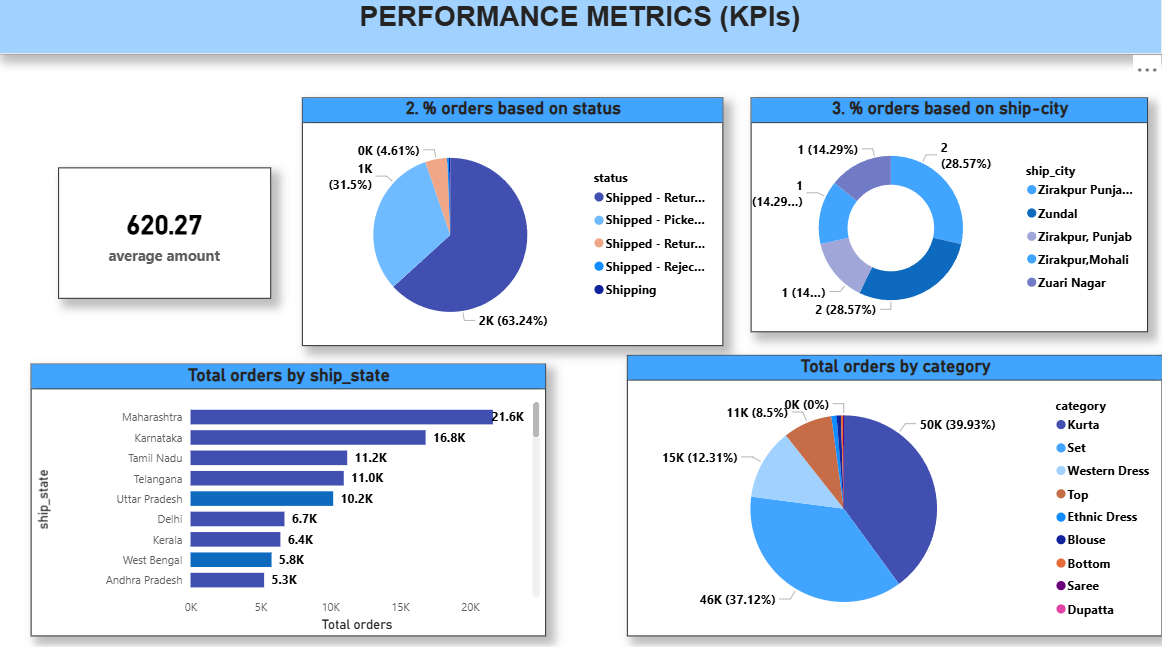 PERFORMANCE METRICS (KPIs)
620.27
average amount
2. % orders based on status
0K (4.61%)
1K
(31.5%)
2K (63.24%)
status
Shipped - Retur...
Shipped - Picke...
Shipped - Retur...
Shipped - Rejec...
Shipping
3. % orders based on ship-city
1 (14.29%)
2
(28.57%)
1
(14.29...)
1 (14...)
2 (28.57%)
ship_city
Zirakpur Punja...
Zundal
Zirakpur, Punjab
Zirakpur,Mohali
Zuari Nagar
Total orders by ship_state
ship_state
Maharashtra 21.6K
Karnataka 16.8K
Tamil Nadu 11.2K
Telangana 11.0K
Uttar Pradesh 10.2K
Delhi 6.7K
Kerala 6.4K
West Bengal 5.8K
Andhra Pradesh 5.3K
0K 5K 10K 15K 20K
Total orders
Total orders by category
0K (0%)
11K (8.5%)
50K (39.93%)
15K (12.31%)
46K (37.12%)
category
Kurta
Set
Western Dress
Top
Ethnic Dress
Blouse
Bottom
Saree
Dupatta